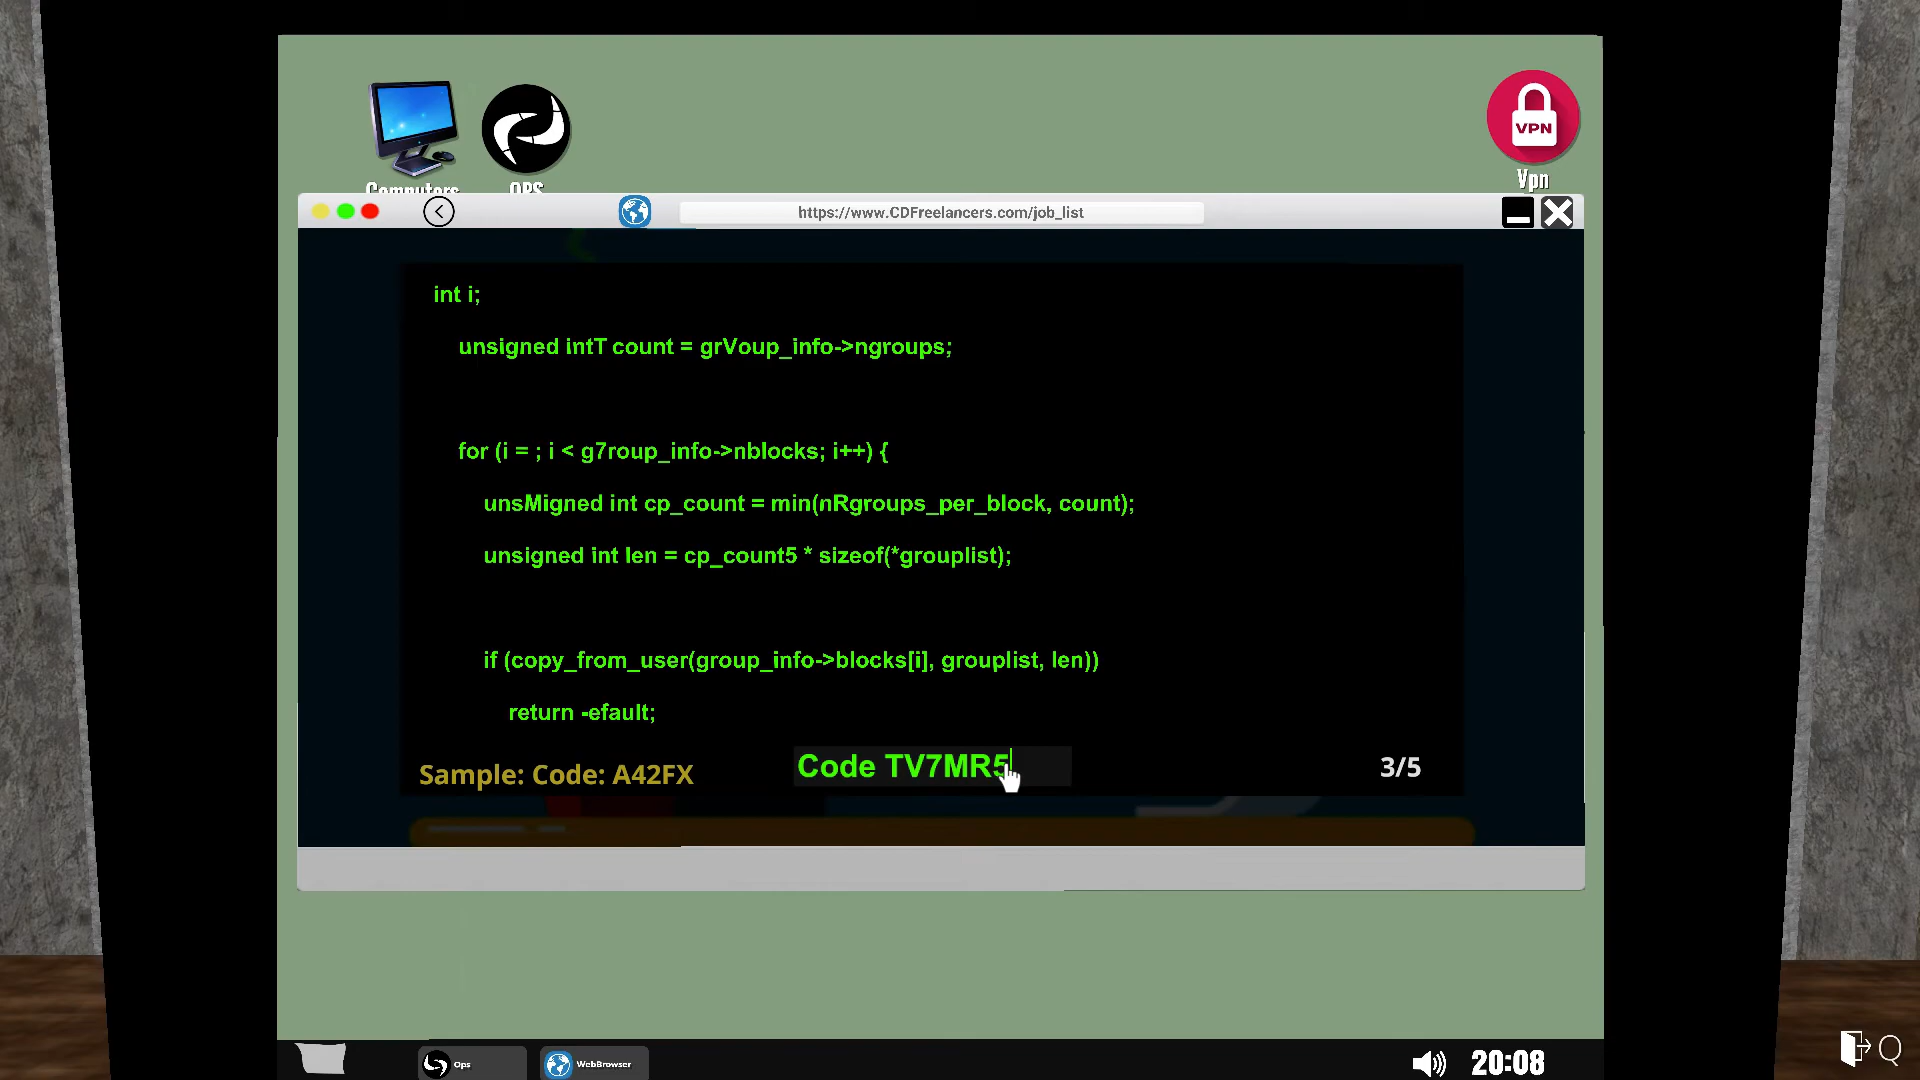 VPN
Computers OPS
Vpn
https://www.CDFreelancers.com/job_list
int i;
unsigned intT count = grVoup_info->ngroups;
for (i = ; i < g7roup_info->nblocks; i++) {
unsMigned int cp_count = min(nRgroups_per_block, count);
unsigned int len = cp_count5 * sizeof(*grouplist);
if (copy_from_user(group_info->blocks[i], grouplist, len))
return -efault;
Sample: Code: A42FX
Code TV7MR5
3/5
Ops
WebBrowser
20:08
Q